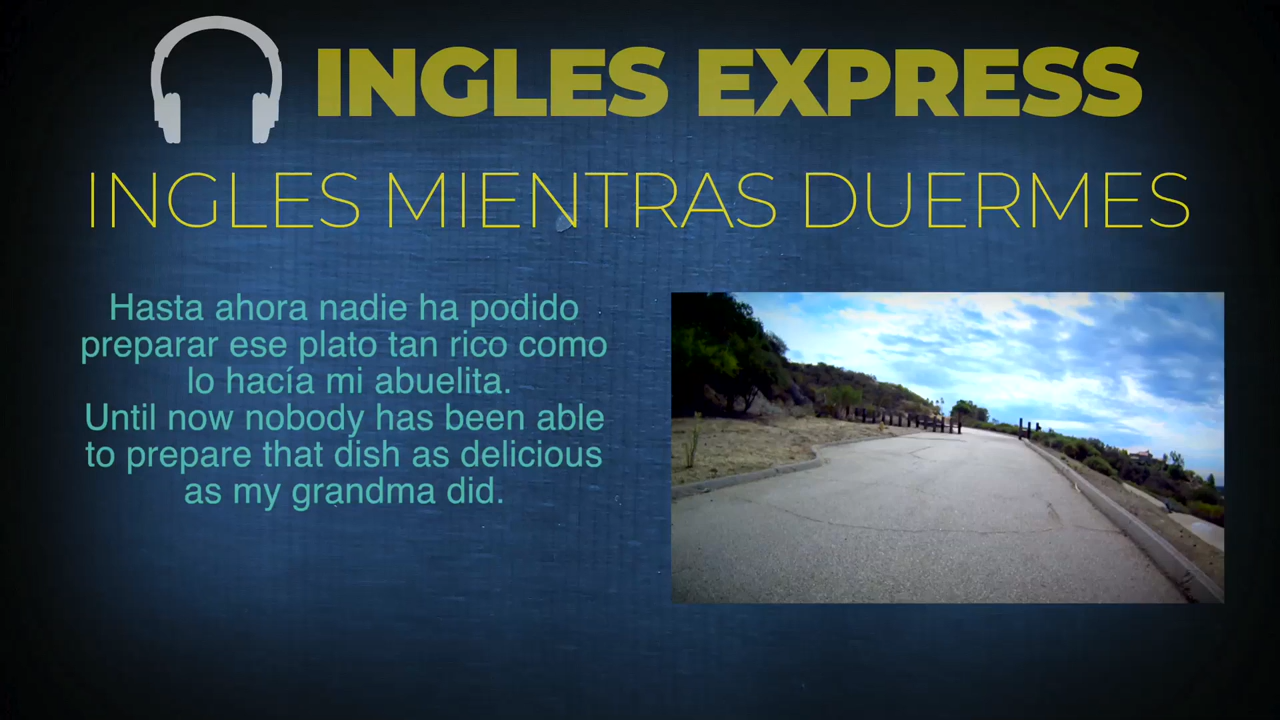 INGLES EXPRESS
INGLES MIENTRAS DUERMES
Hasta ahora nadie ha podido
preparar ese plato tan rico como
lo hacía mi abuelita.
Until now nobody has been able
to prepare that dish as delicious
as my grandma did.